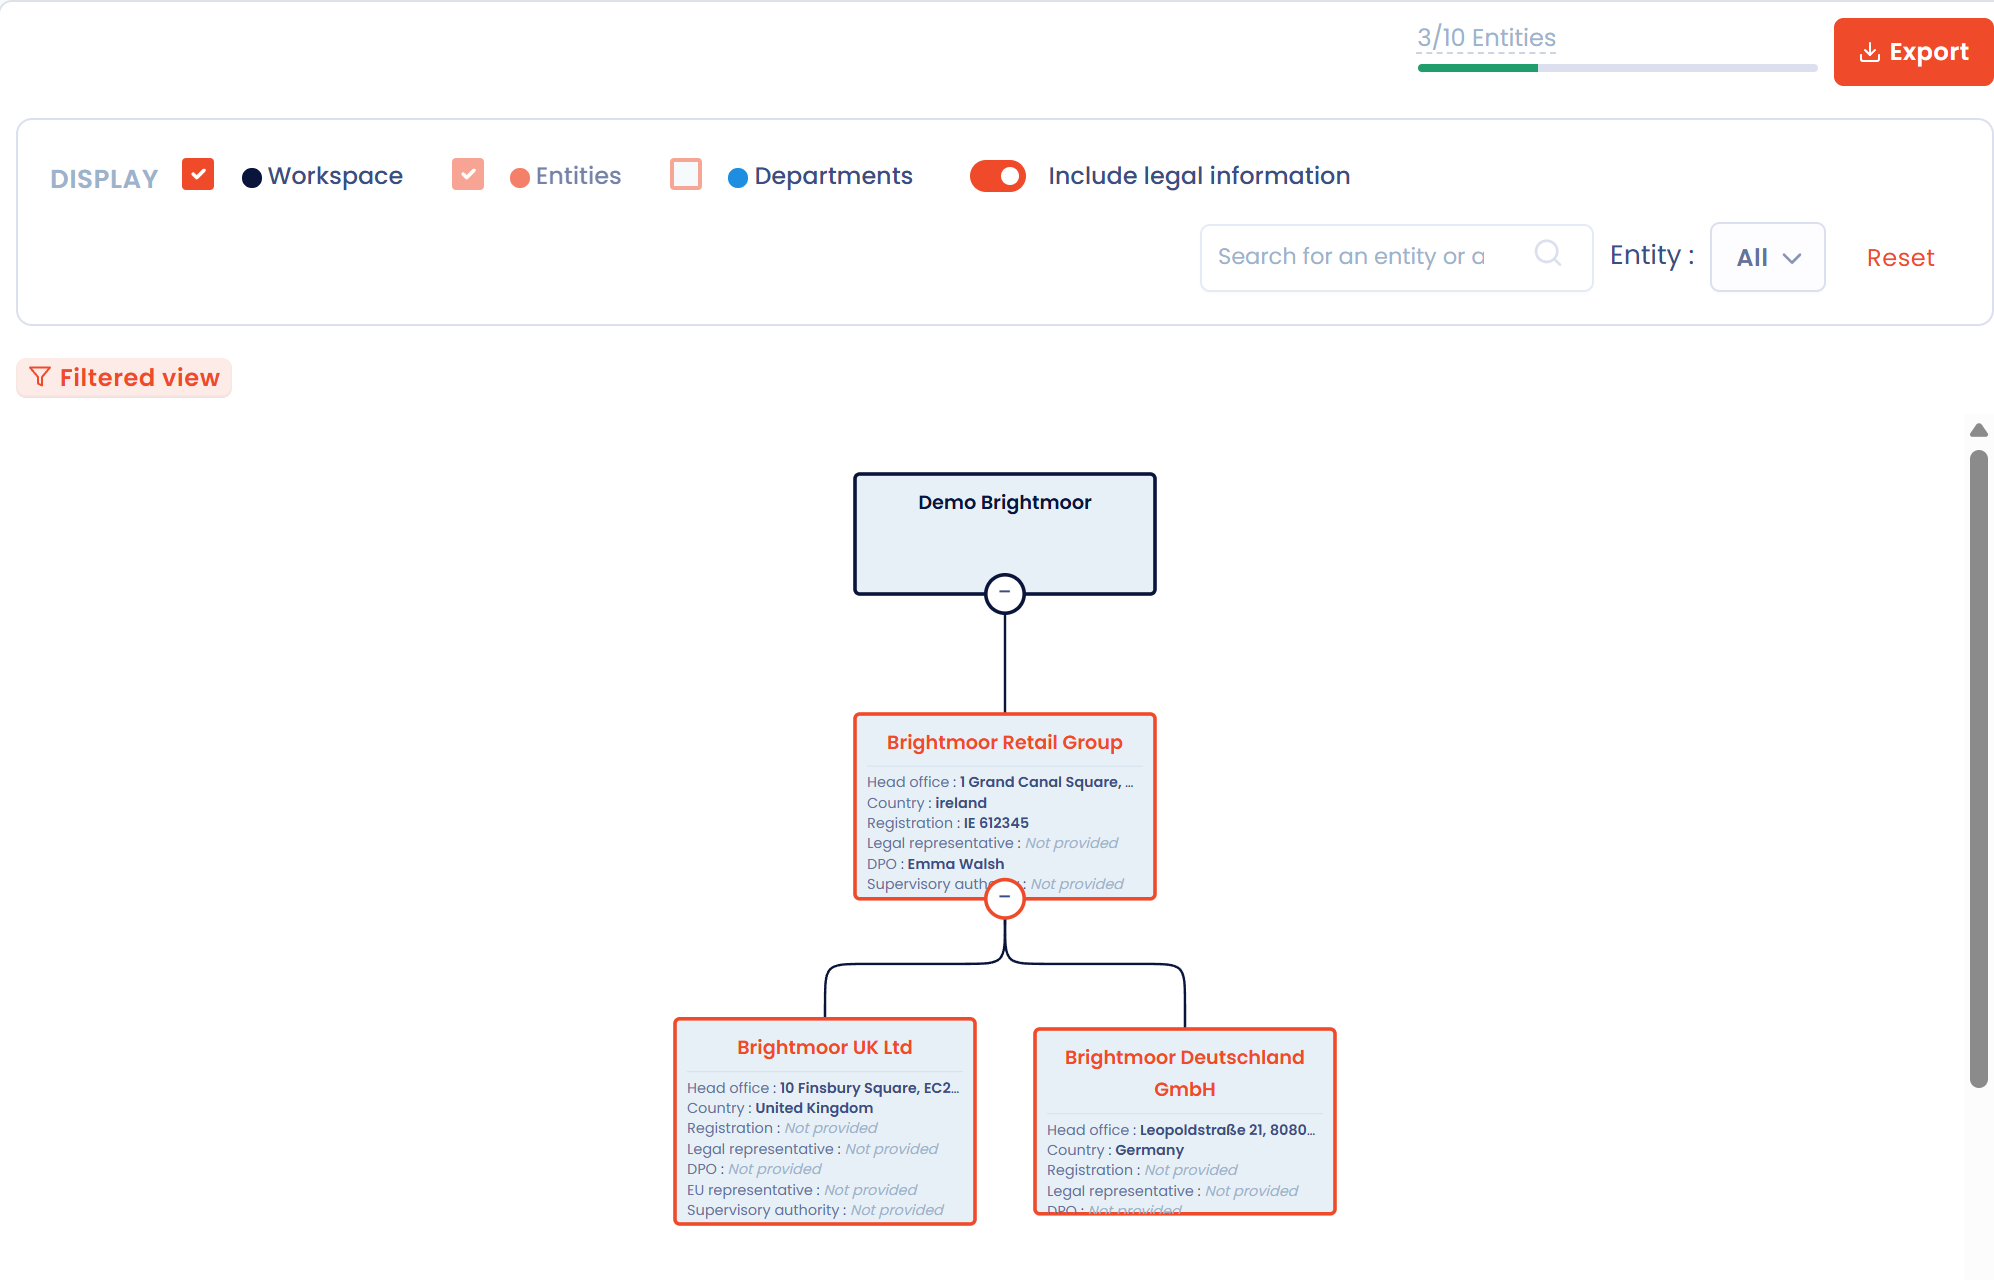 3/10 Entities
Export
DISPLAY Workspace Entities Departments Include legal information
Search for an entity or a Entity : All Reset
Filtered view
Demo Brightmoor
−
Brightmoor Retail Group
Head office : 1 Grand Canal Square, ...
Country : ireland
Registration : IE 612345
Legal representative : Not provided
DPO : Emma Walsh
Supervisory autho : Not provided
−
Brightmoor UK Ltd
Head office : 10 Finsbury Square, EC2...
Country : United Kingdom
Registration : Not provided
Legal representative : Not provided
DPO : Not provided
EU representative : Not provided
Supervisory authority : Not provided
Brightmoor Deutschland
GmbH
Head office : Leopoldstraße 21, 8080...
Country : Germany
Registration : Not provided
Legal representative : Not provided
DPO : Not provided